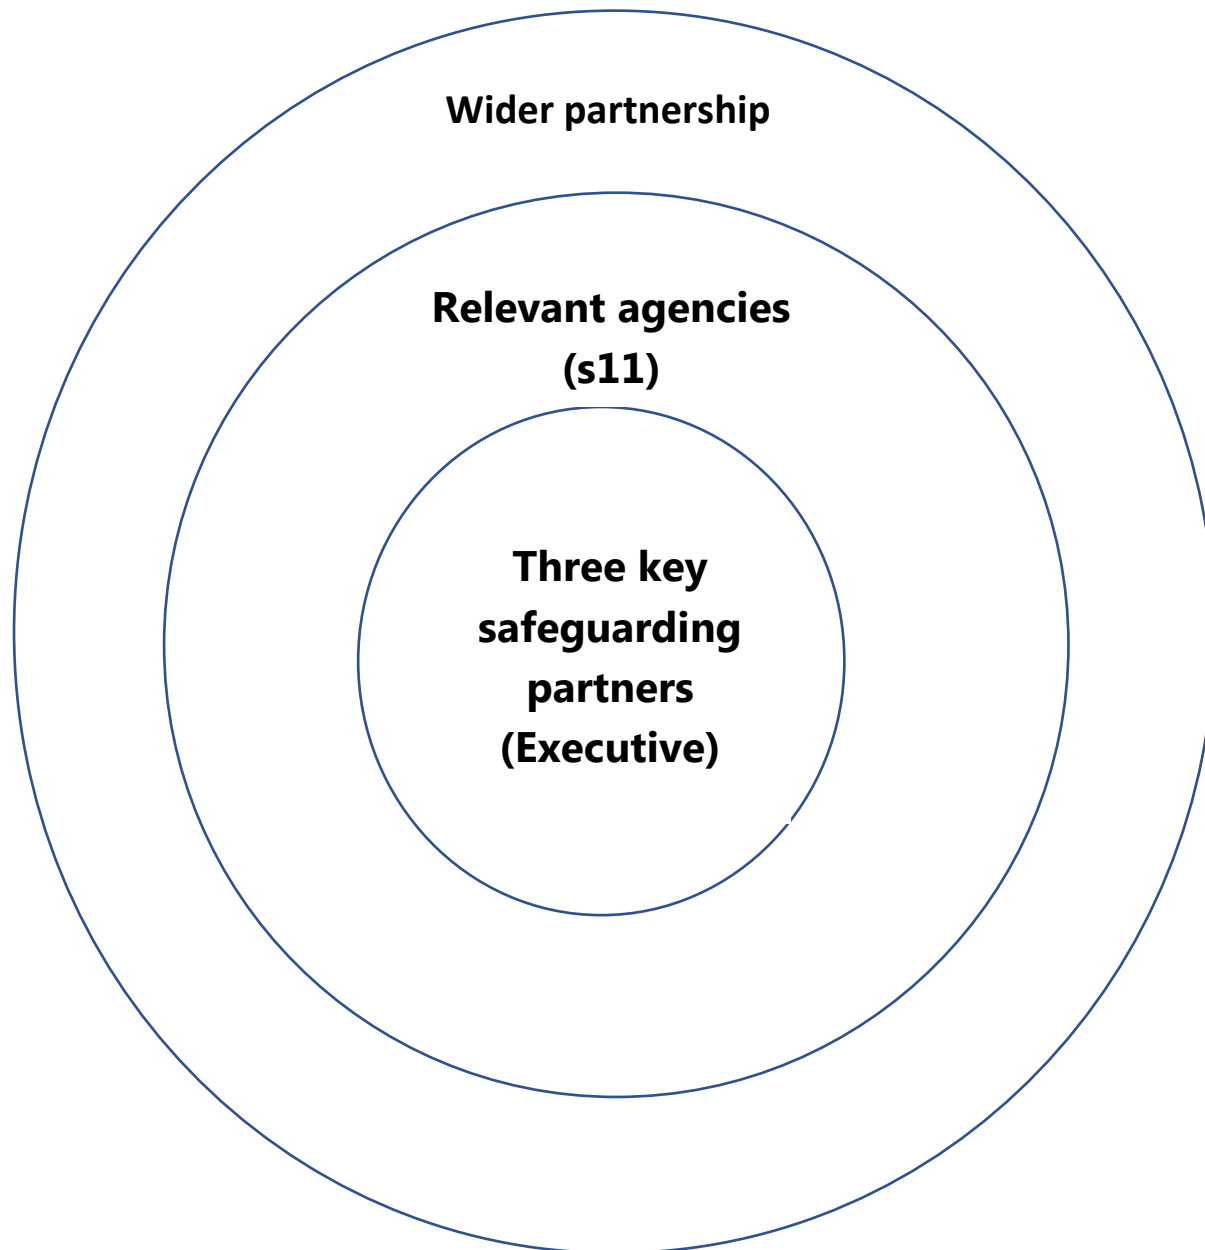 Wider partnership
Relevant agencies
(s11)
Three key
safeguarding
partners
(Executive)